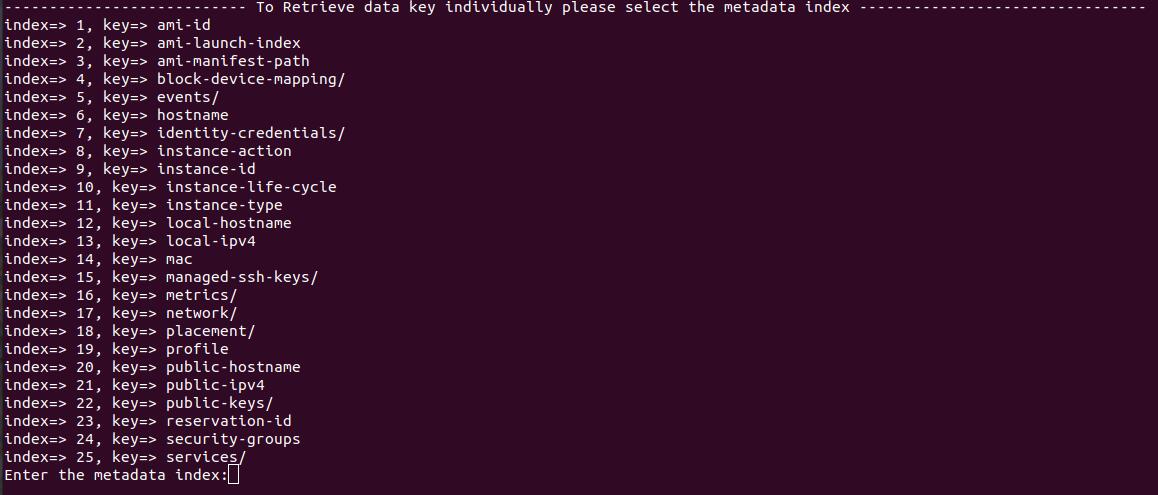 --------------------------- To Retrieve data key individually please select the metadata index ---------------------------------
index=> 1, key=> ami-id
index=> 2, key=> ami-launch-index
index=> 3, key=> ami-manifest-path
index=> 4, key=> block-device-mapping/
index=> 5, key=> events/
index=> 6, key=> hostname
index=> 7, key=> identity-credentials/
index=> 8, key=> instance-action
index=> 9, key=> instance-id
index=> 10, key=> instance-life-cycle
index=> 11, key=> instance-type
index=> 12, key=> local-hostname
index=> 13, key=> local-ipv4
index=> 14, key=> mac
index=> 15, key=> managed-ssh-keys/
index=> 16, key=> metrics/
index=> 17, key=> network/
index=> 18, key=> placement/
index=> 19, key=> profile
index=> 20, key=> public-hostname
index=> 21, key=> public-ipv4
index=> 22, key=> public-keys/
index=> 23, key=> reservation-id
index=> 24, key=> security-groups
index=> 25, key=> services/
Enter the metadata index: